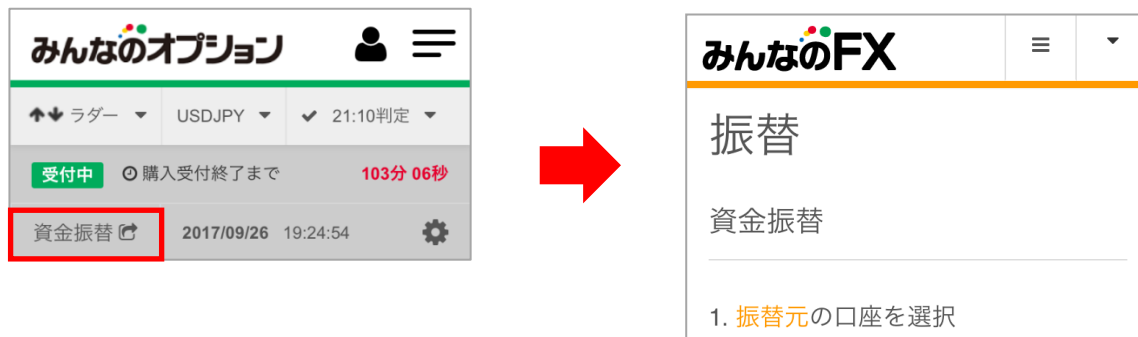 みんなのオプション
ラダー USDJPY 21:10判定
受付中 購入受付終了まで 103分 06秒
資金振替 2017/09/26 19:24:54
みんなのFX
振替
資金振替
1. 振替元の口座を選択